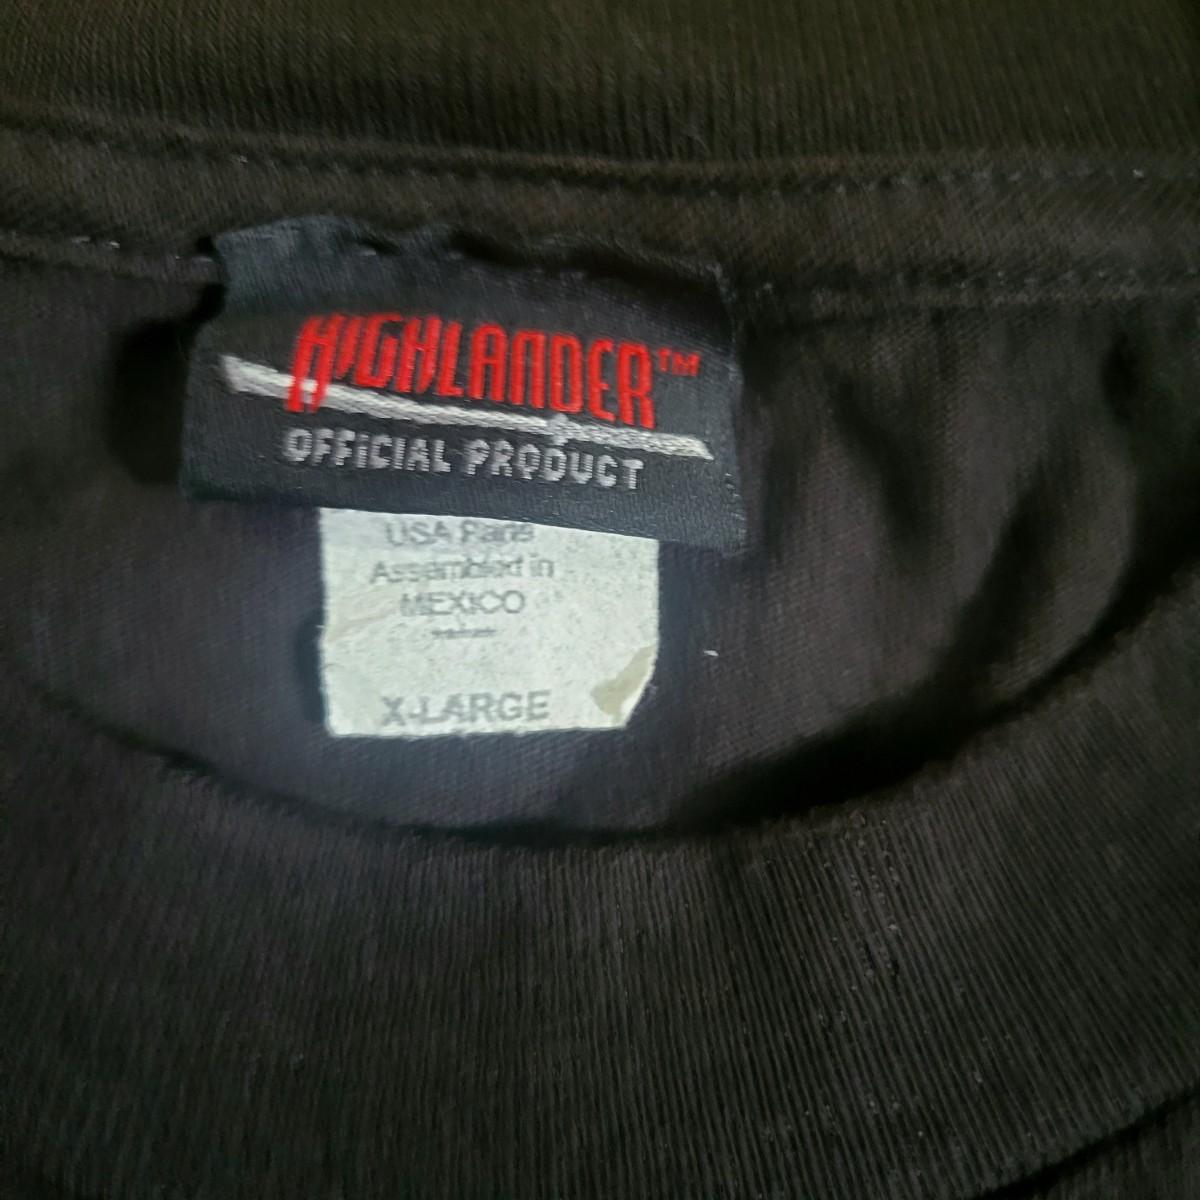 HIGHLANDER™
OFFICIAL PRODUCT
USA Parts
Assembled in
MEXICO
X-LARGE